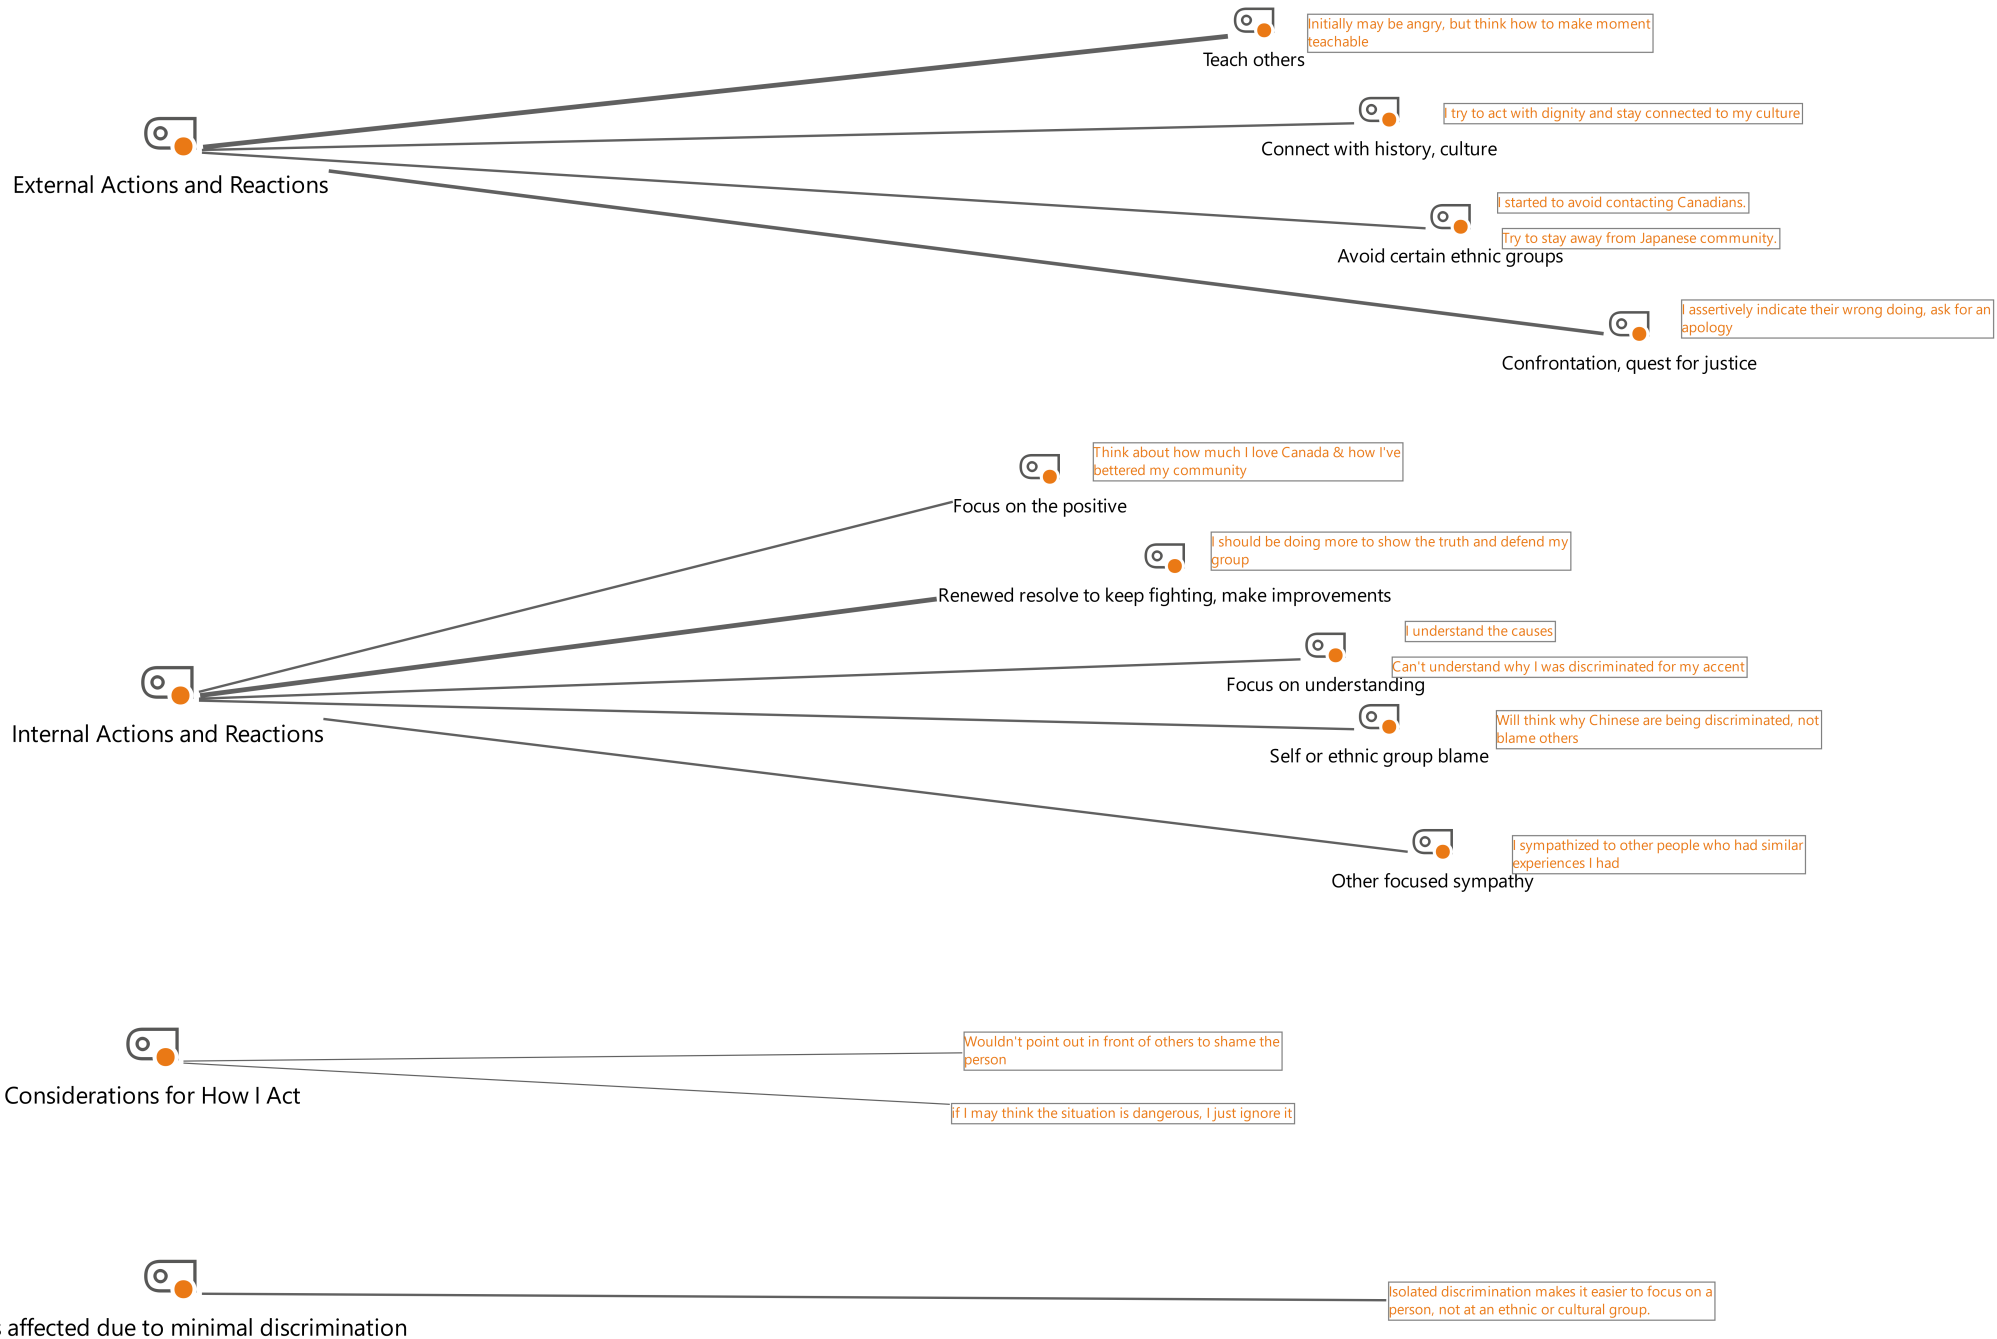 Initially may be angry, but think how to make moment
teachable
Teach others
I try to act with dignity and stay connected to my culture
Connect with history, culture
External Actions and Reactions
I started to avoid contacting Canadians.
Try to stay away from Japanese community.
Avoid certain ethnic groups
I assertively indicate their wrong doing, ask for an
apology
Confrontation, quest for justice
Think about how much I love Canada & how I've
bettered my community
Focus on the positive
I should be doing more to show the truth and defend my
group
Renewed resolve to keep fighting, make improvements
I understand the causes
Can't understand why I was discriminated for my accent
Focus on understanding
Internal Actions and Reactions
Will think why Chinese are being discriminated, not
blame others
Self or ethnic group blame
I sympathized to other people who had similar
experiences I had
Other focused sympathy
Wouldn't point out in front of others to shame the
person
Considerations for How I Act
if I may think the situation is dangerous, I just ignore it
Isolated discrimination makes it easier to focus on a
person, not at an ethnic or cultural group.
affected due to minimal discrimination